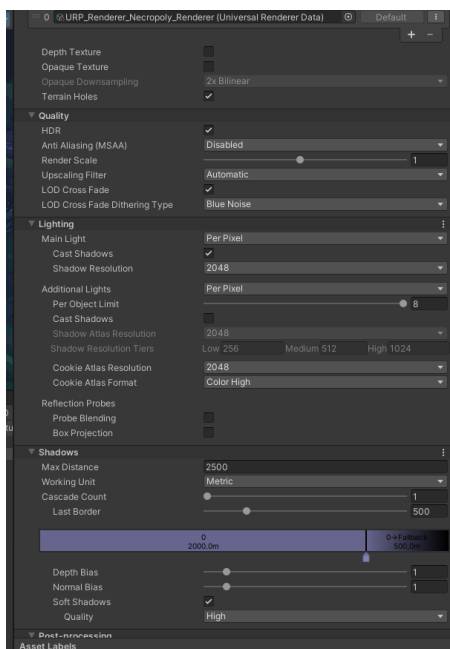 0 URP_Renderer_Necropoly_Renderer (Universal Renderer Data) Default
+ -
Depth Texture
Opaque Texture
Opaque Downsampling 2x Bilinear
Terrain Holes
Quality
HDR
Anti Aliasing (MSAA) Disabled
Render Scale 1
Upscaling Filter Automatic
LOD Cross Fade
LOD Cross Fade Dithering Type Blue Noise
Lighting
Main Light Per Pixel
Cast Shadows
Shadow Resolution 2048
Additional Lights Per Pixel
Per Object Limit 8
Cast Shadows
Shadow Atlas Resolution 2048
Shadow Resolution Tiers Low 256 Medium 512 High 1024
Cookie Atlas Resolution 2048
Cookie Atlas Format Color High
Reflection Probes
Probe Blending
Box Projection
Shadows
Max Distance 2500
Working Unit Metric
Cascade Count 1
Last Border 500
0 0→Fallback
2000,0m 500,0m
Depth Bias 1
Normal Bias 1
Soft Shadows
Quality High
Post-processing
Asset Labels